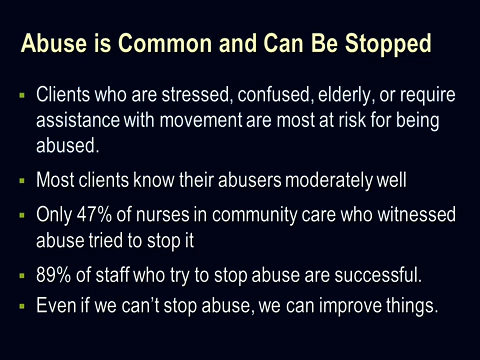 Abuse is Common and Can Be Stopped
▪ Clients who are stressed, confused, elderly, or require
assistance with movement are most at risk for being
abused.
▪ Most clients know their abusers moderately well
▪ Only 47% of nurses in community care who witnessed
abuse tried to stop it
▪ 89% of staff who try to stop abuse are successful.
▪ Even if we can't stop abuse, we can improve things.